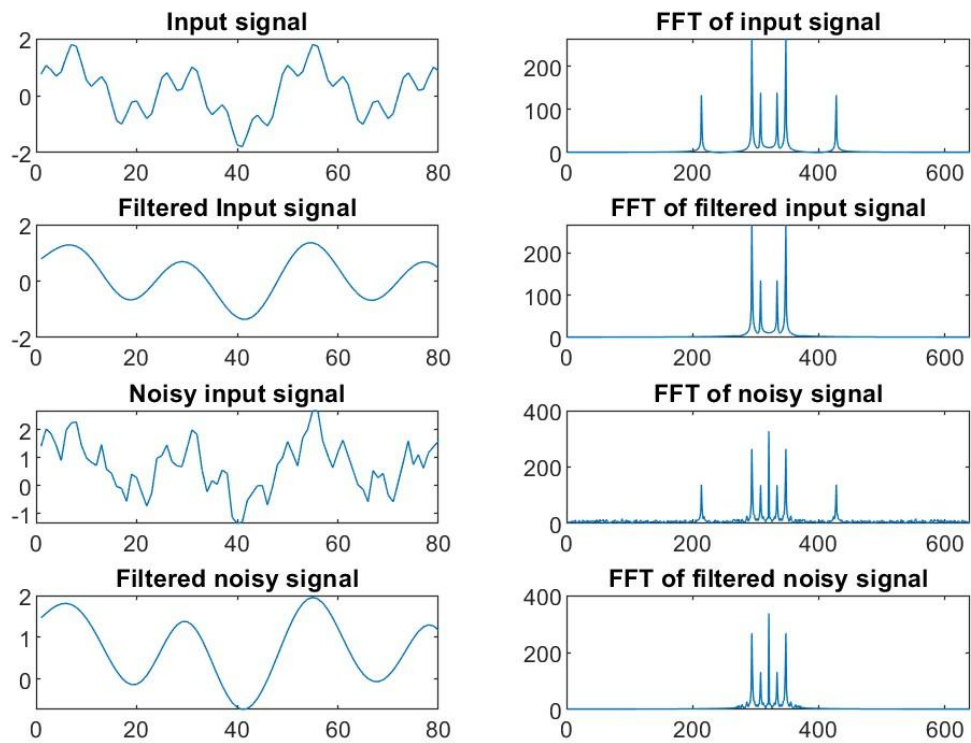 Input signal
2
0
-2
0 20 40 60 80
FFT of input signal
200
100
0
0 200 400 600
Filtered Input signal
2
0
-2
0 20 40 60 80
FFT of filtered input signal
200
100
0
0 200 400 600
Noisy input signal
2
1
0
-1
0 20 40 60 80
FFT of noisy signal
400
200
0
0 200 400 600
Filtered noisy signal
2
1
0
0 20 40 60 80
FFT of filtered noisy signal
400
200
0
0 200 400 600